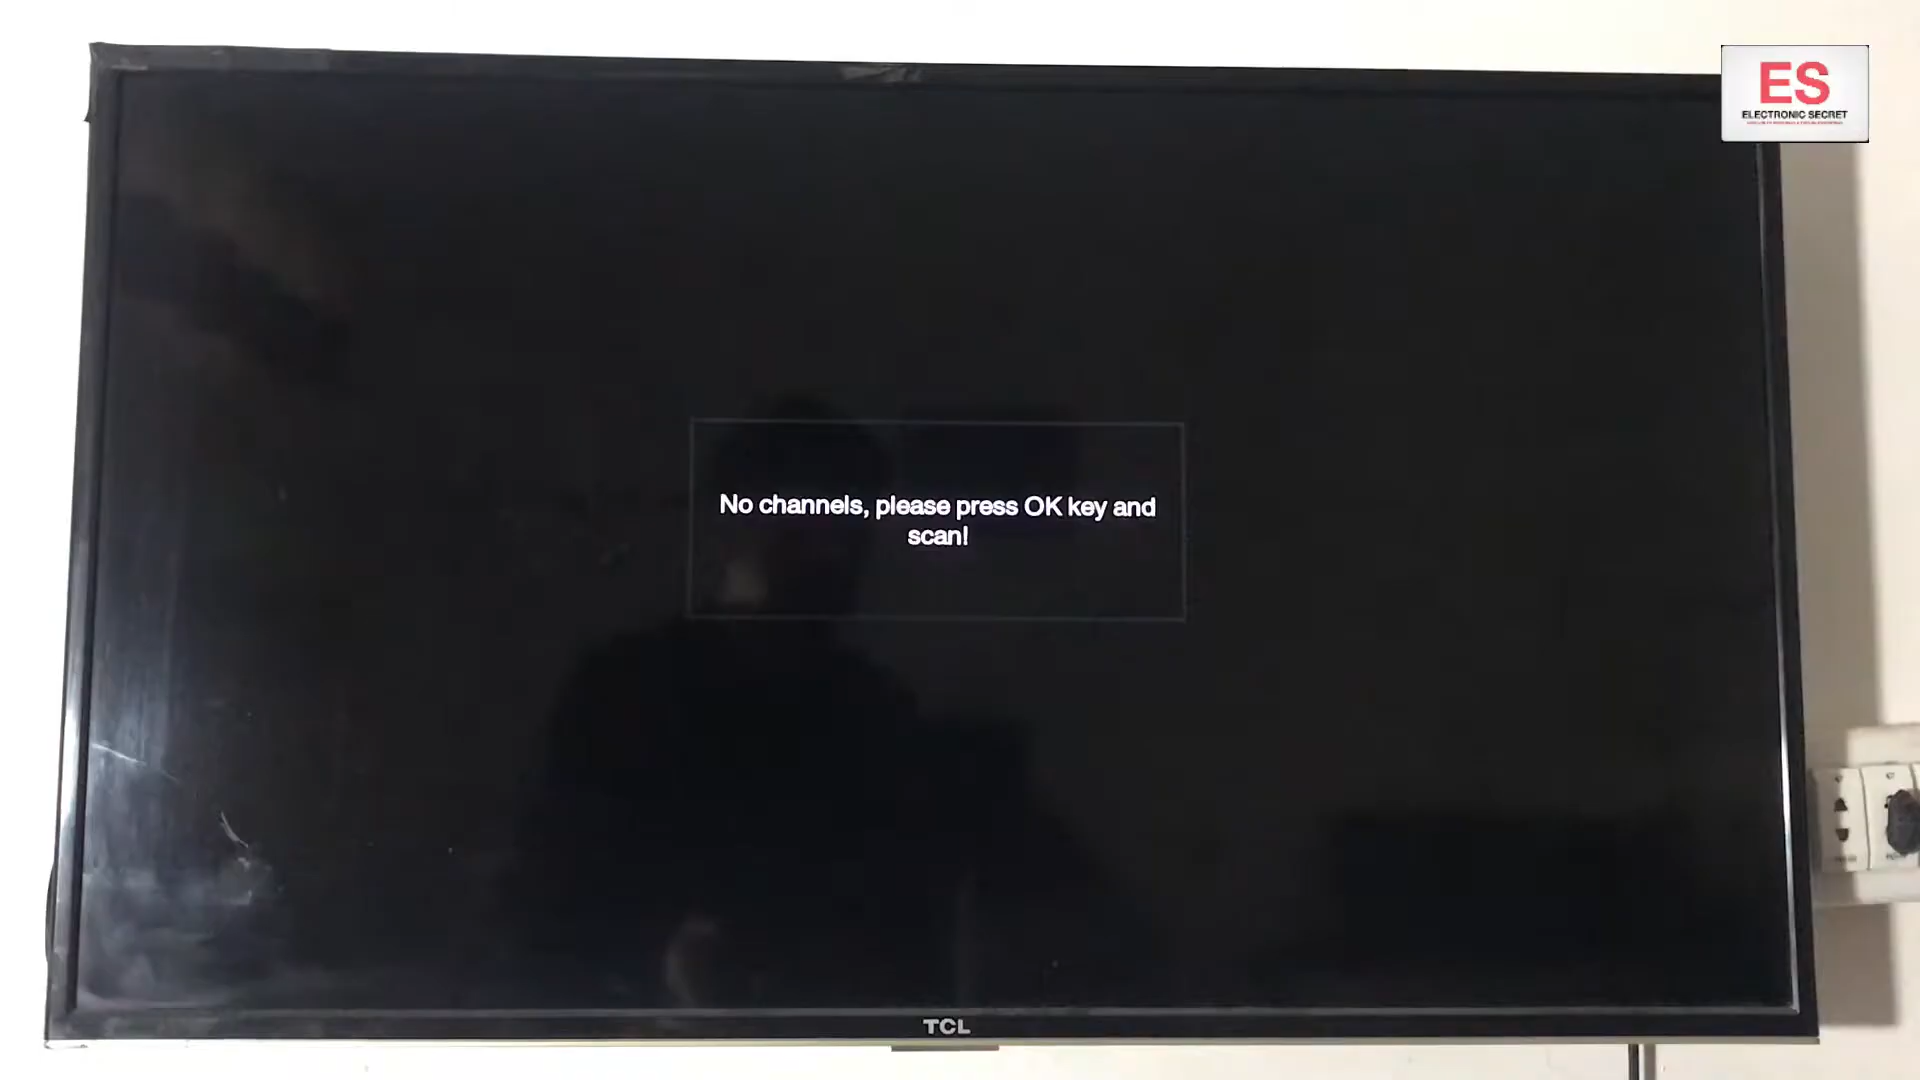 ES
ELECTRONIC SECRET
No channels, please press OK key and
scan!
TCL